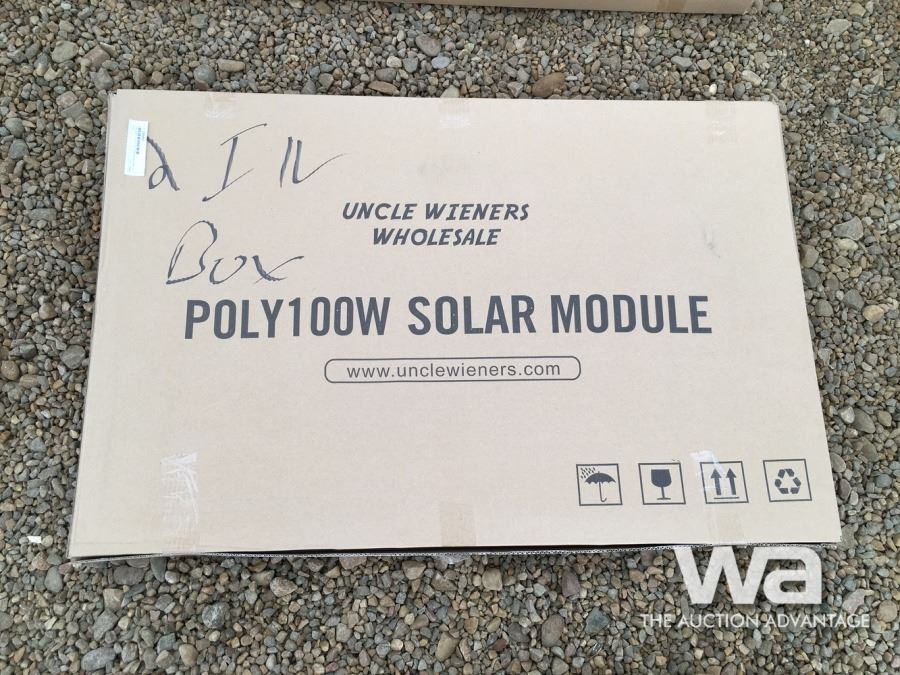 2 In
Box
UNCLE WIENERS
WHOLESALE
POLY100W SOLAR MODULE
www.unclewieners.com
wa
THE AUCTION ADVANTAGE